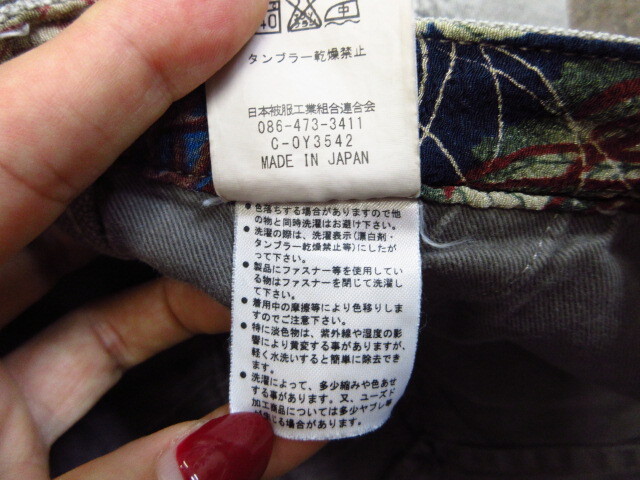 40
タンブラー乾燥禁止
日本被服工業組合連合会
086-473-3411
C-0Y3542
MADE IN JAPAN
●色落ちする場合がありますので他
の物と同時洗濯はお避け下さい。
●洗濯の際は、洗濯表示(漂白剤・
タンブラー乾燥禁止等)にしたが
って下さい。
●製品にファスナー等を使用してい
る物はファスナーを閉じて洗濯し
て下さい。
●着用中の摩擦等により色移りしま
すのでご注意下さい。
●特に淡色物は、紫外線や湿度の影
響により黄変する事がありますが、
軽く水洗いすると簡単に除去でき
ます。
●洗濯によって、多少縮みや色あせ
する事があります。又、ユーズド
加工商品については多少ヤブレ等
が生じる場合があります。